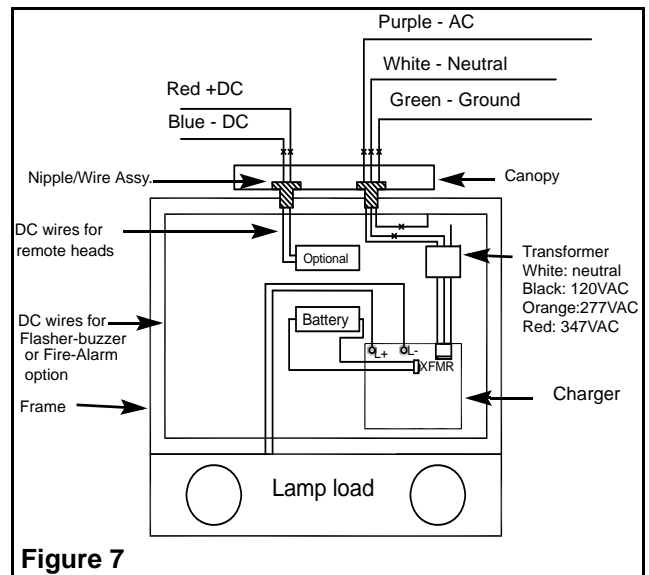 Purple - AC
White - Neutral
Green - Ground
Red +DC
Blue - DC
Nipple/Wire Assy.
Canopy
DC wires for
remote heads
Optional
Transformer
White: neutral
Black: 120VAC
Orange:277VAC
Red: 347VAC
DC wires for
Flasher-buzzer
or Fire-Alarm
option
Battery
L+
L-
XFMR
Charger
Frame
Lamp load
Figure 7